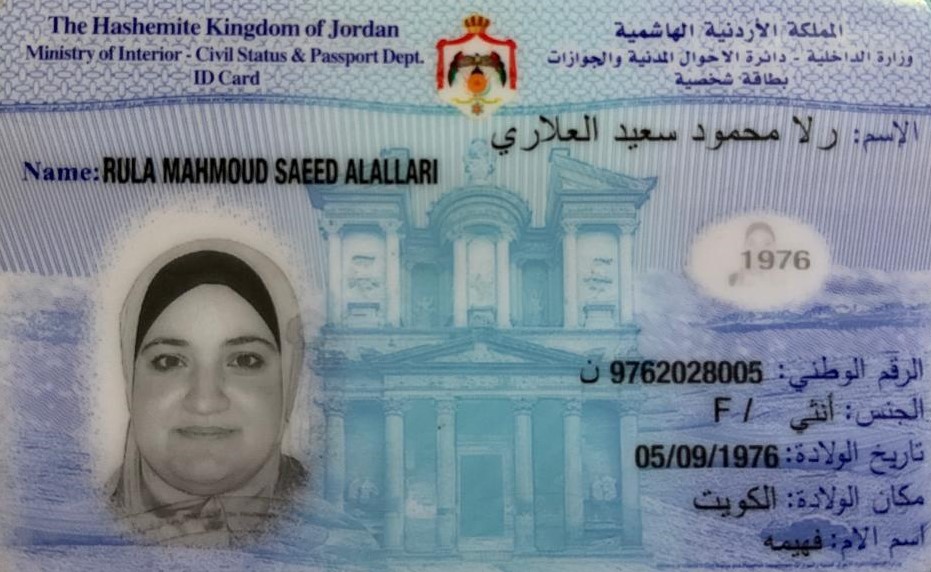 The Hashemite Kingdom of Jordan
المملكة الأردنية الهاشمية
Ministry of Interior - Civil Status & Passport Dept.
وزارة الداخلية - دائرة الاحوال المدنية والجوازات
ID Card
بطاقة شخصية
الإسم: رلا محمود سعيد العلاري
Name: RULA MAHMOUD SAEED ALALLARI
1976
الرقم الوطني: 9762028005 ن
الجنس: أنثى / F
تاريخ الولادة: 05/09/1976
مكان الولادة: الكويت
اسم الام: فهيمه